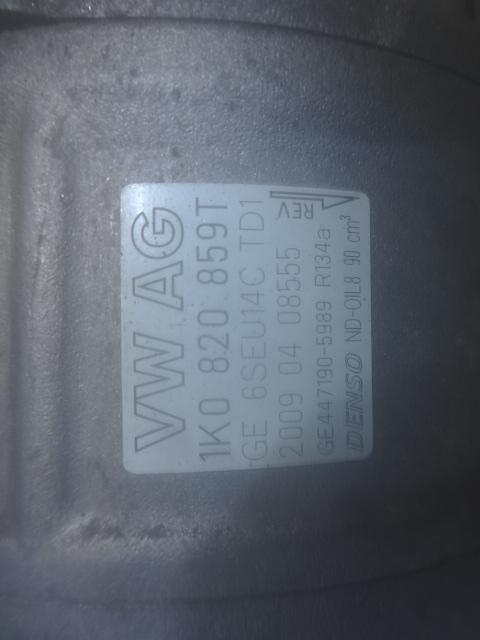 VW AG
1K0 820 859T
GE 6SEU14C TD1
2009 04 08555
REV
GE447190-5989 R134a
DENSO ND-OIL8 90 cm³